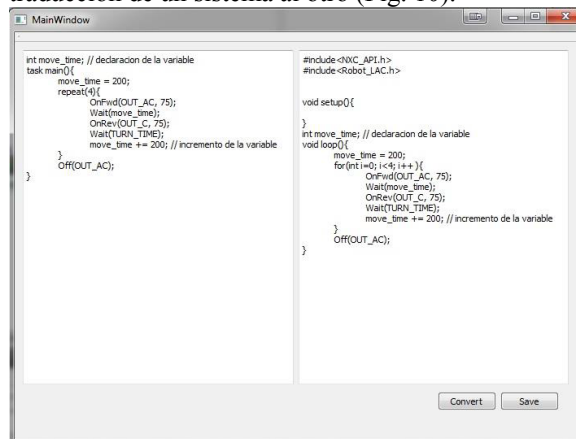 traducción de un sistema al otro (Fig. 10).
MainWindow
int move_time; // declaracion de la variable
task main(){
move_time = 200;
repeat(4){
OnFwd(OUT_AC, 75);
Wait(move_time);
OnRev(OUT_C, 75);
Wait(TURN_TIME);
move_time += 200; // incremento de la variable
}
Off(OUT_AC);
}
#include<NXC_API.h>
#include<Robot_LAC.h>
void setup(){
}
int move_time; // declaracion de la variable
void loop(){
move_time = 200;
for(int i=0; i<4; i++ ){
OnFwd(OUT_AC, 75);
Wait(move_time);
OnRev(OUT_C, 75);
Wait(TURN_TIME);
move_time += 200; // incremento de la variable
}
Off(OUT_AC);
}
Convert
Save